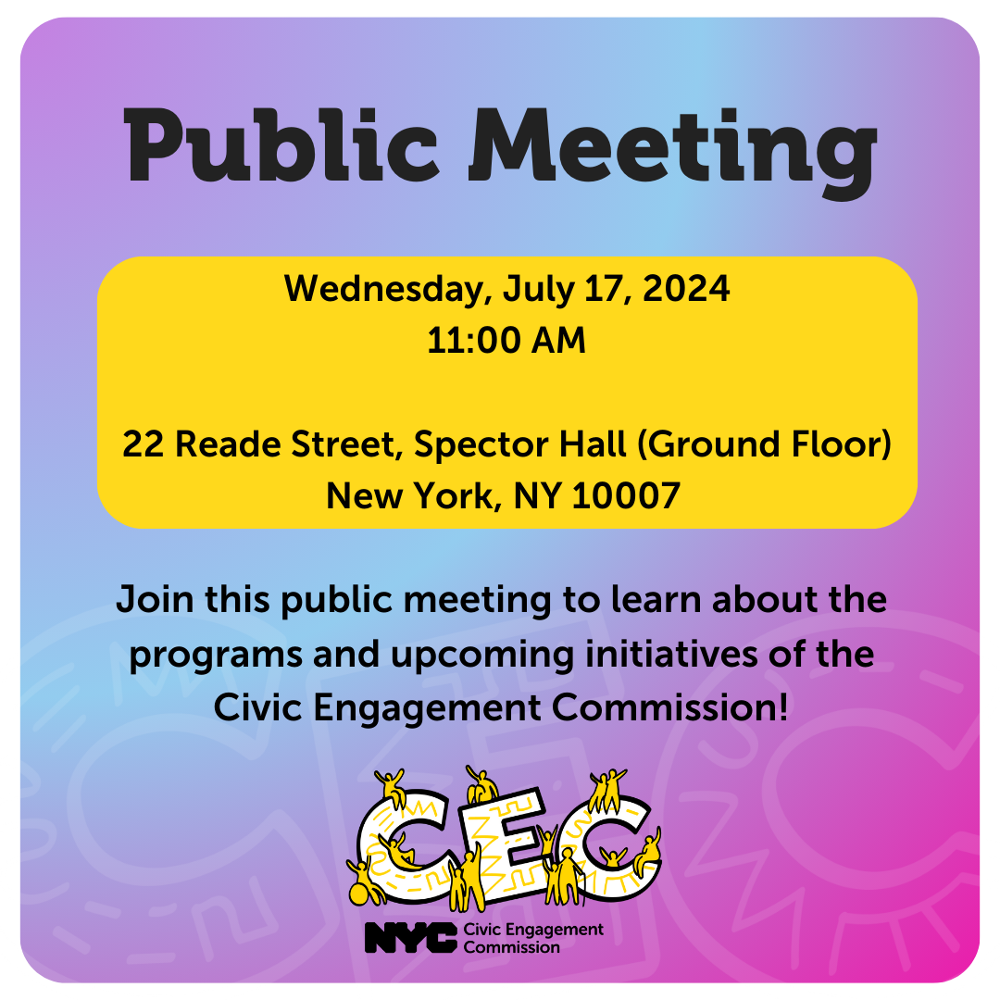 Public Meeting
Wednesday, July 17, 2024
11:00 AM
22 Reade Street, Spector Hall (Ground Floor)
New York, NY 10007
Join this public meeting to learn about the
programs and upcoming initiatives of the
Civic Engagement Commission!
CEC
NYC Civic Engagement
Commission